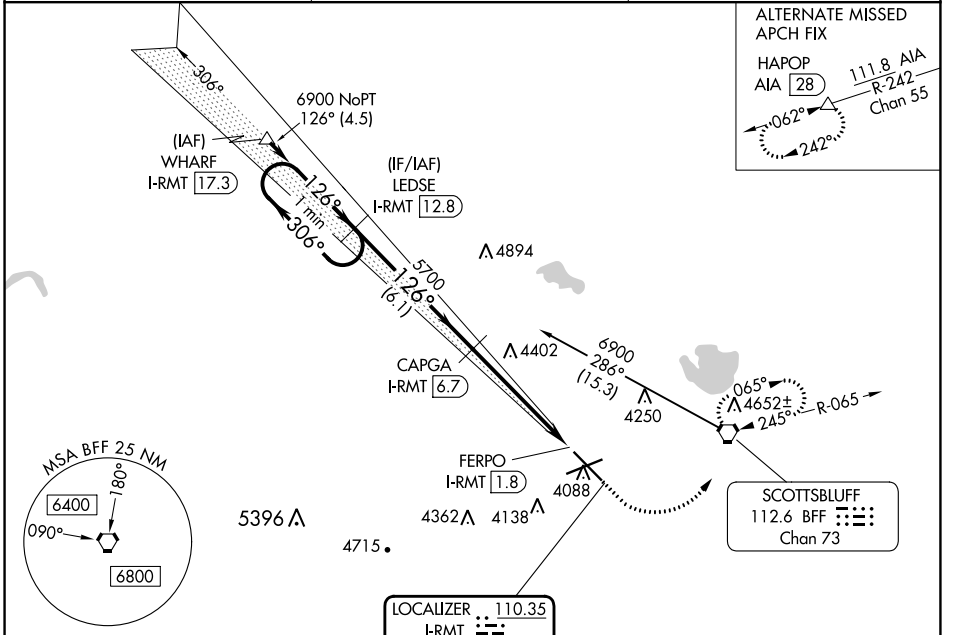 ALTERNATE MISSED
APCH FIX
HAPOP
AIA 28
111.8 AIA
R-242
Chan 55
062°
242°
306°
6900 NoPT
126° (4.5)
(IAF)
WHARF
I-RMT 17.3
(IF/IAF)
LEDSE
I-RMT 12.8
126°
1 min
306°
4894
5700
126°
(6.1)
4402
CAPGA
I-RMT 6.7
6900
286°
(15.3)
4250
065°
4652±
245°
R-065
FERPO
I-RMT 1.8
4088
MSA BFF 25 NM
180°
6400
090°
6800
5396
4362
4138
4715
SCOTTSBLUFF
112.6 BFF
Chan 73
LOCALIZER 110.35
I-RMT